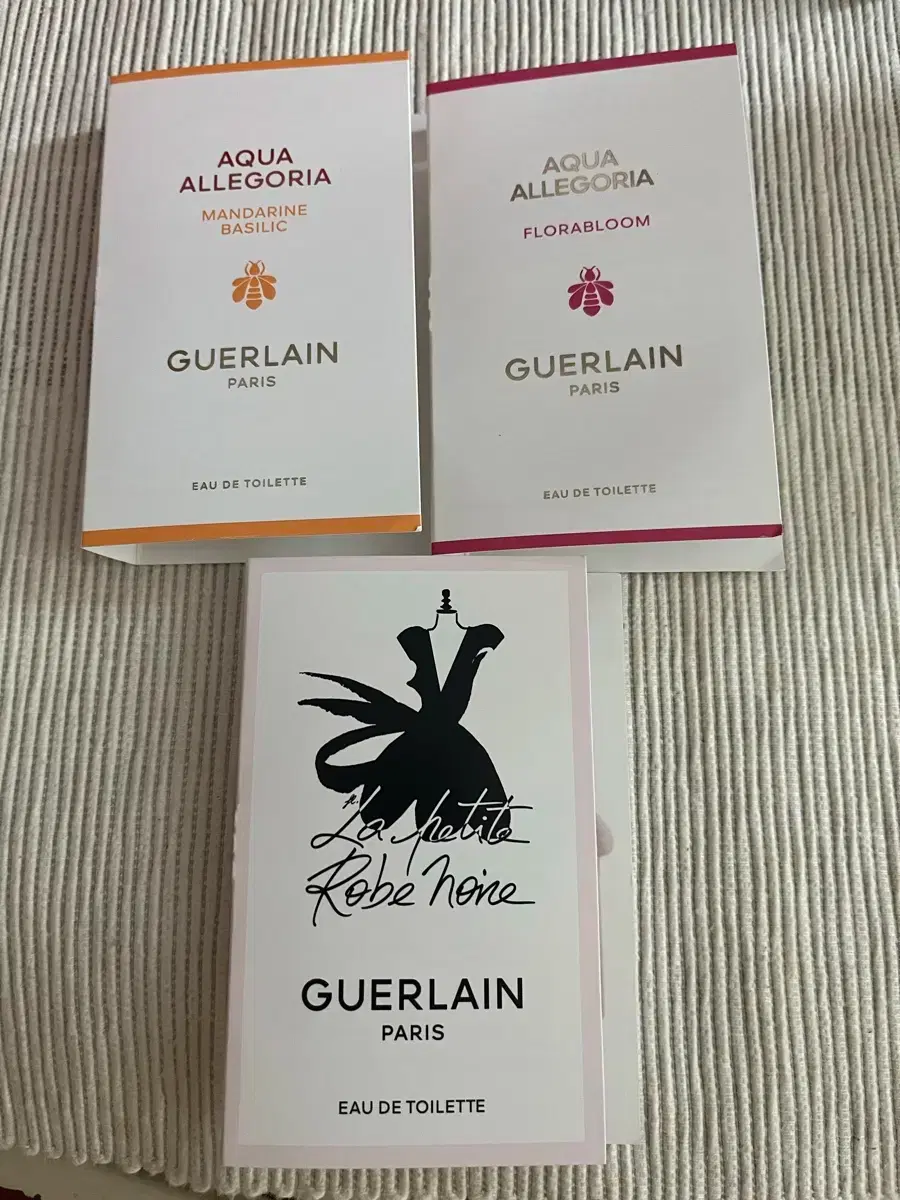 AQUA
ALLEGORIA
MANDARINE
BASILIC
GUERLAIN
PARIS
EAU DE TOILETTE
AQUA
ALLEGORIA
FLORABLOOM
GUERLAIN
PARIS
EAU DE TOILETTE
La petite
Robe Noire
GUERLAIN
PARIS
EAU DE TOILETTE